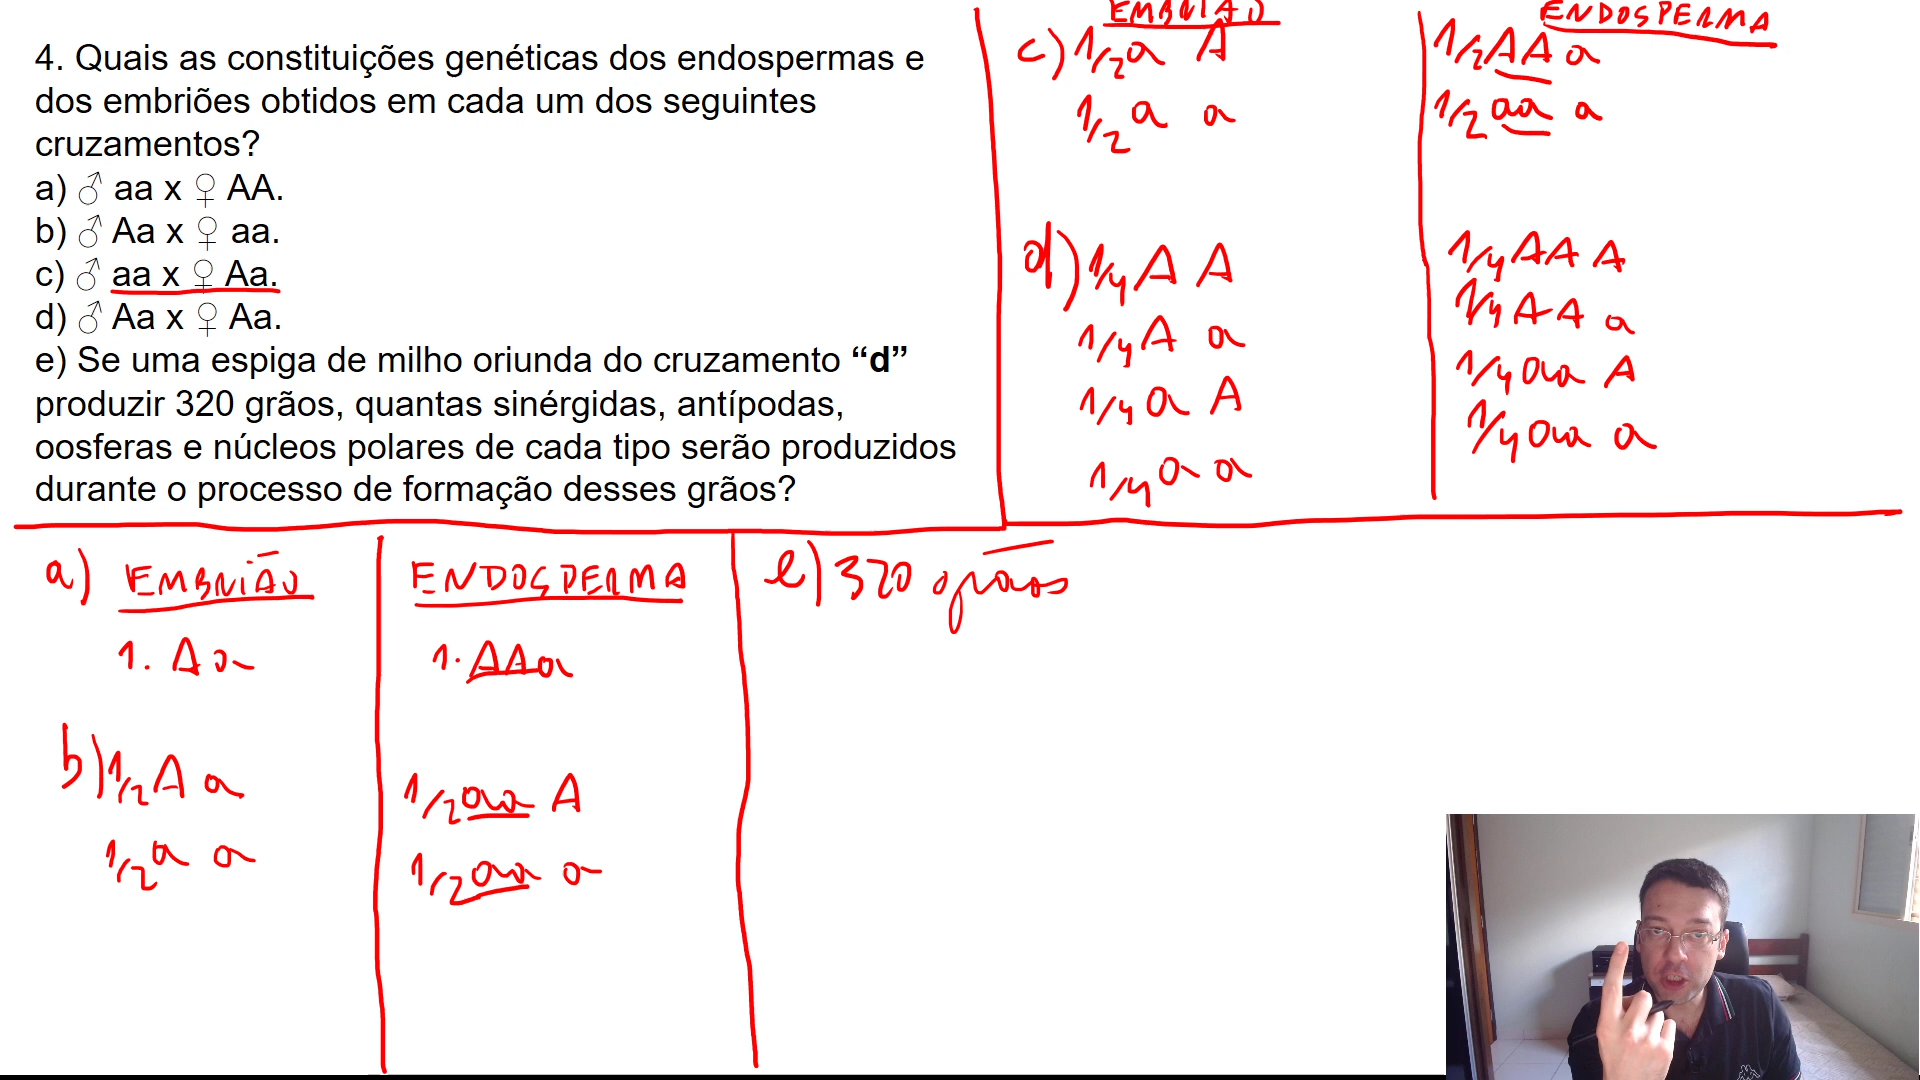 4. Quais as constituições genéticas dos endospermas e
dos embriões obtidos em cada um dos seguintes
cruzamentos?
a) ♂ aa x ♀ AA.
b) ♂ Aa x ♀ aa.
c) ♂ aa x ♀ Aa.
d) ♂ Aa x ♀ Aa.
e) Se uma espiga de milho oriunda do cruzamento “d”
produzir 320 grãos, quantas sinérgidas, antípodas,
oosferas e núcleos polares de cada tipo serão produzidos
durante o processo de formação desses grãos?
EMBRIÃO
c) 1/2 a A
1/2 a a
d) 1/4 A A
1/4 A a
1/4 a A
1/4 a a
ENDOSPERMA
1/2 AA a
1/2 aa a
1/4 AA A
1/4 AA a
1/4 aa A
1/4 aa a
a) EMBRIÃO
1. Aa
b) 1/2 A a
1/2 a a
ENDOSPERMA
1. AAa
1/2 aa A
1/2 aa a
e) 320 grãos